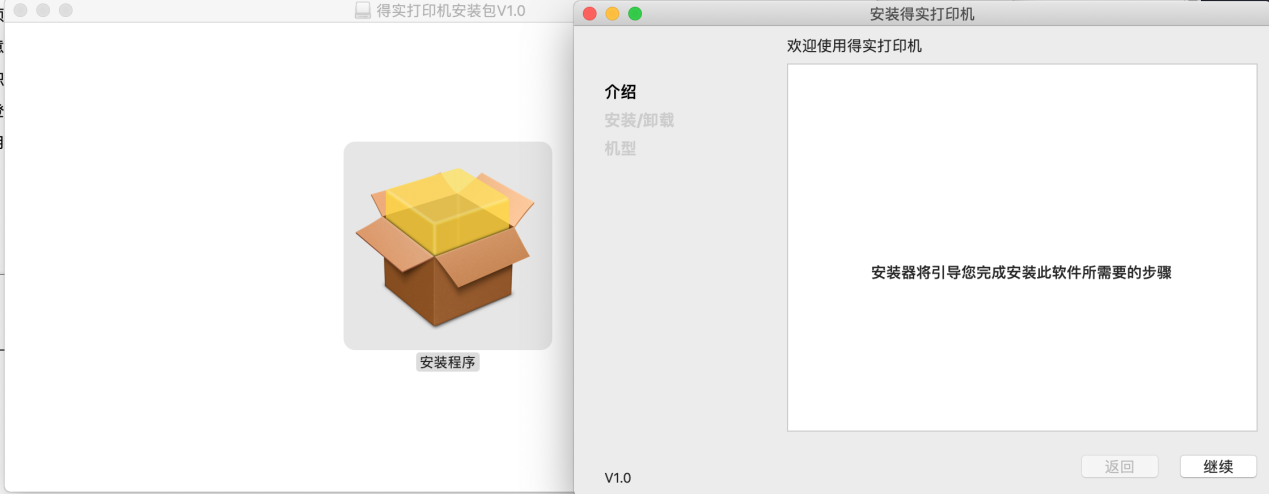 得实打印机安装包V1.0
安装程序
安装得实打印机
欢迎使用得实打印机
介绍
安装/卸载
机型
安装器将引导您完成安装此软件所需要的步骤
V1.0
返回
继续